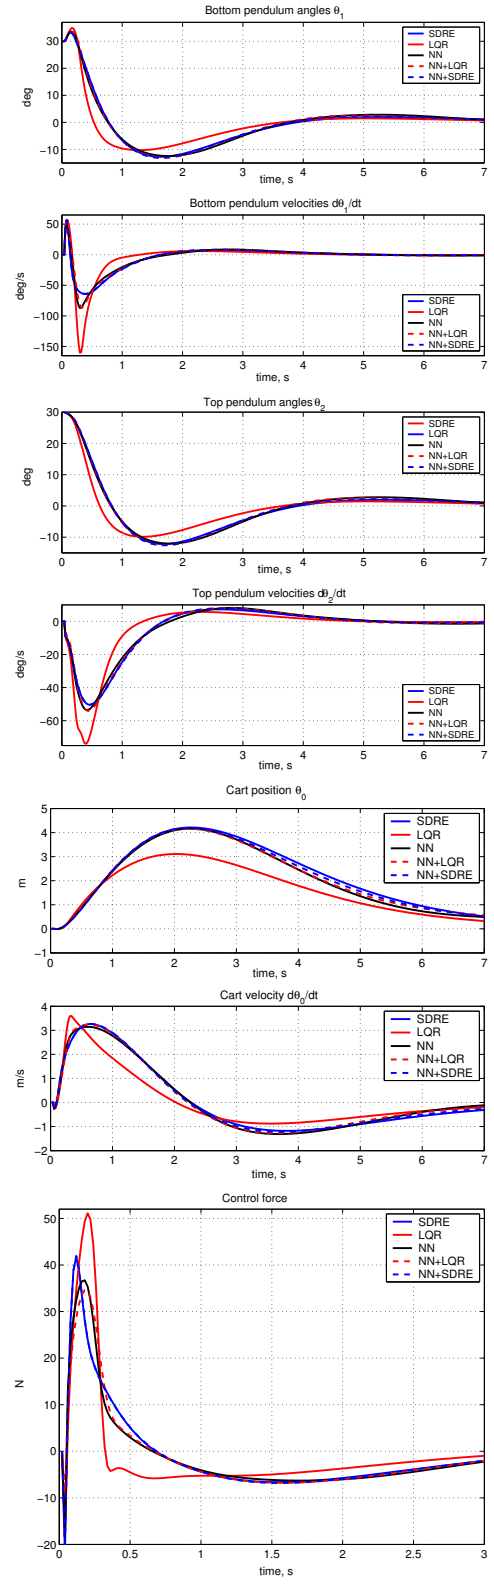 Bottom pendulum angles θ1
deg
30
20
10
0
−10
SDRE
LQR
NN
NN+LQR
NN+SDRE
0 1 2 3 4 5 6 7
time, s
Bottom pendulum velocities dθ1/dt
deg/s
50
0
−50
−100
−150
SDRE
LQR
NN
NN+LQR
NN+SDRE
0 1 2 3 4 5 6 7
time, s
Top pendulum angles θ2
deg
30
20
10
0
−10
SDRE
LQR
NN
NN+LQR
NN+SDRE
0 1 2 3 4 5 6 7
time, s
Top pendulum velocities dθ2/dt
deg/s
0
−20
−40
−60
SDRE
LQR
NN
NN+LQR
NN+SDRE
0 1 2 3 4 5 6 7
time, s
Cart position θ0
m
5
4
3
2
1
0
−1
SDRE
LQR
NN
NN+LQR
NN+SDRE
0 1 2 3 4 5 6 7
time, s
Cart velocity dθ0/dt
m/s
4
3
2
1
0
−1
−2
SDRE
LQR
NN
NN+LQR
NN+SDRE
0 1 2 3 4 5 6 7
time, s
Control force
N
50
40
30
20
10
0
−10
−20
SDRE
LQR
NN
NN+LQR
NN+SDRE
0 0.5 1 1.5 2 2.5 3
time, s